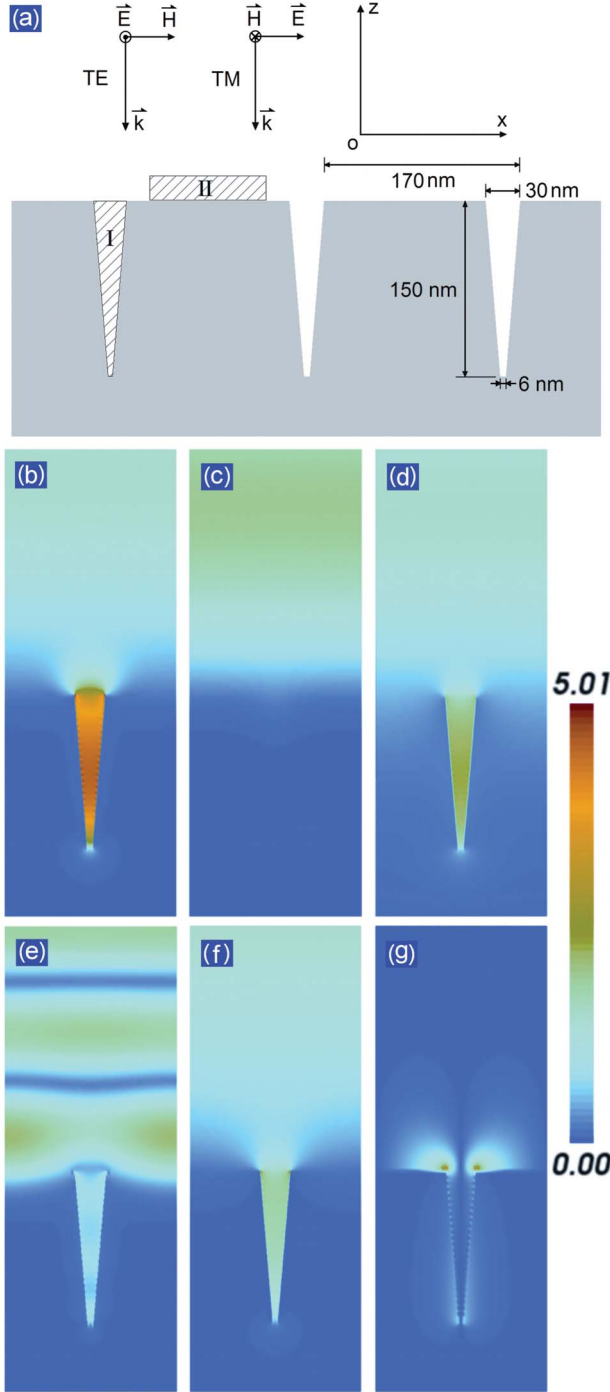 (a)
E H
H E
z
TE
TM
k
k
x
o
II
170 nm
30 nm
I
150 nm
6 nm
(b)
(c)
(d)
5.01
(e)
(f)
(g)
0.00